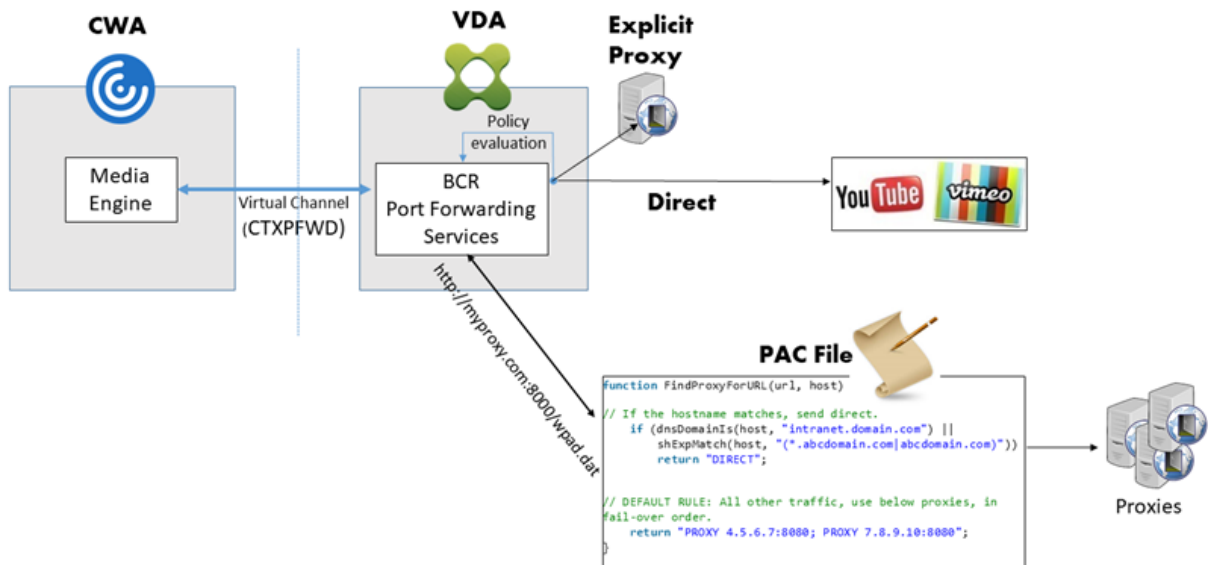 CWA
VDA
Explicit
Proxy
Policy
evaluation
Media
Engine
Virtual Channel
(CTXPFWD)
BCR
Port Forwarding
Services
Direct
You Tube
vimeo
http://myproxy.com:8000/wpad.dat
PAC File
function FindProxyForURL(url, host)
// If the hostname matches, send direct.
if (dnsDomainIs(host, "intranet.domain.com") ||
shExpMatch(host, "(*.abcdomain.com|abcdomain.com)"))
return "DIRECT";
// DEFAULT RULE: All other traffic, use below proxies, in
fail-over order.
return "PROXY 4.5.6.7:8080; PROXY 7.8.9.10:8080";
}
Proxies